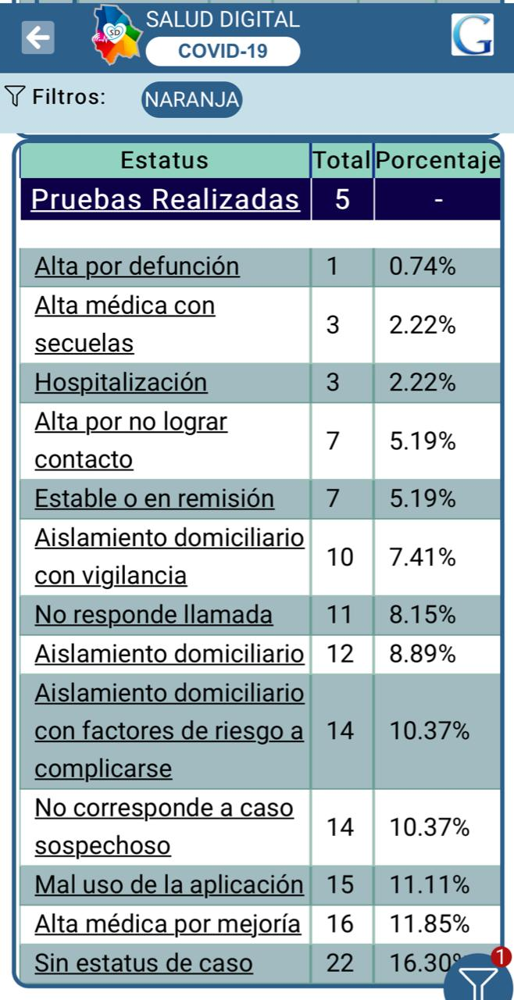 SALUD DIGITAL
SD
COVID-19
G
Filtros:
NARANJA
Estatus Total Porcentaje
Pruebas Realizadas 5 -
Alta por defunción 1 0.74%
Alta médica con
secuelas
3 2.22%
Hospitalización 3 2.22%
Alta por no lograr
contacto
7 5.19%
Estable o en remisión 7 5.19%
Aislamiento domiciliario
con vigilancia
10 7.41%
No responde llamada 11 8.15%
Aislamiento domiciliario 12 8.89%
Aislamiento domiciliario
con factores de riesgo a
complicarse
14 10.37%
No corresponde a caso
sospechoso
14 10.37%
Mal uso de la aplicación 15 11.11%
Alta médica por mejoría 16 11.85%
Sin estatus de caso 22 16.30%
1